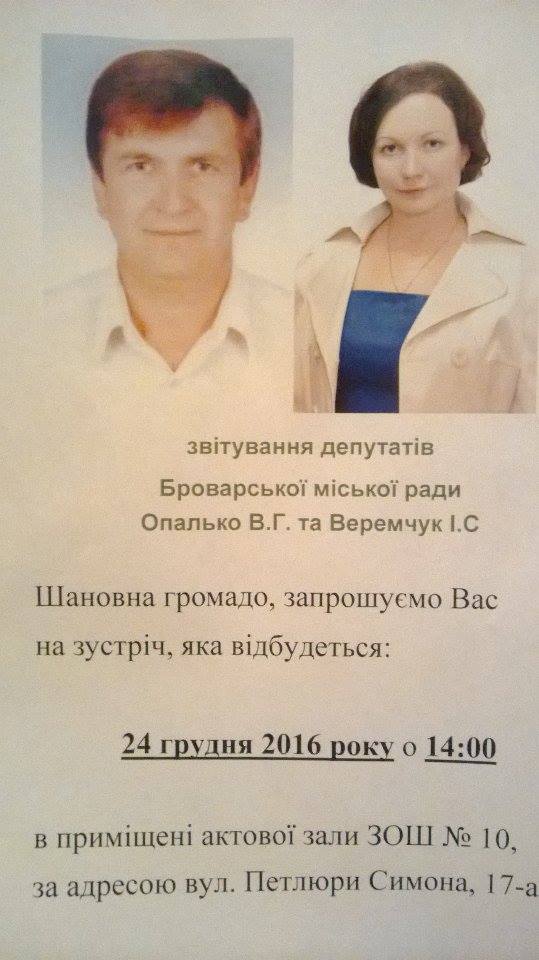 звітування депутатів
Броварської міської ради
Опалько В.Г. та Веремчук І.С
Шановна громадо, запрошуємо Вас
на зустріч, яка відбудеться:
24 грудня 2016 року о 14:00
в приміщені актової зали ЗОШ № 10,
за адресою вул. Петлюри Симона, 17-а